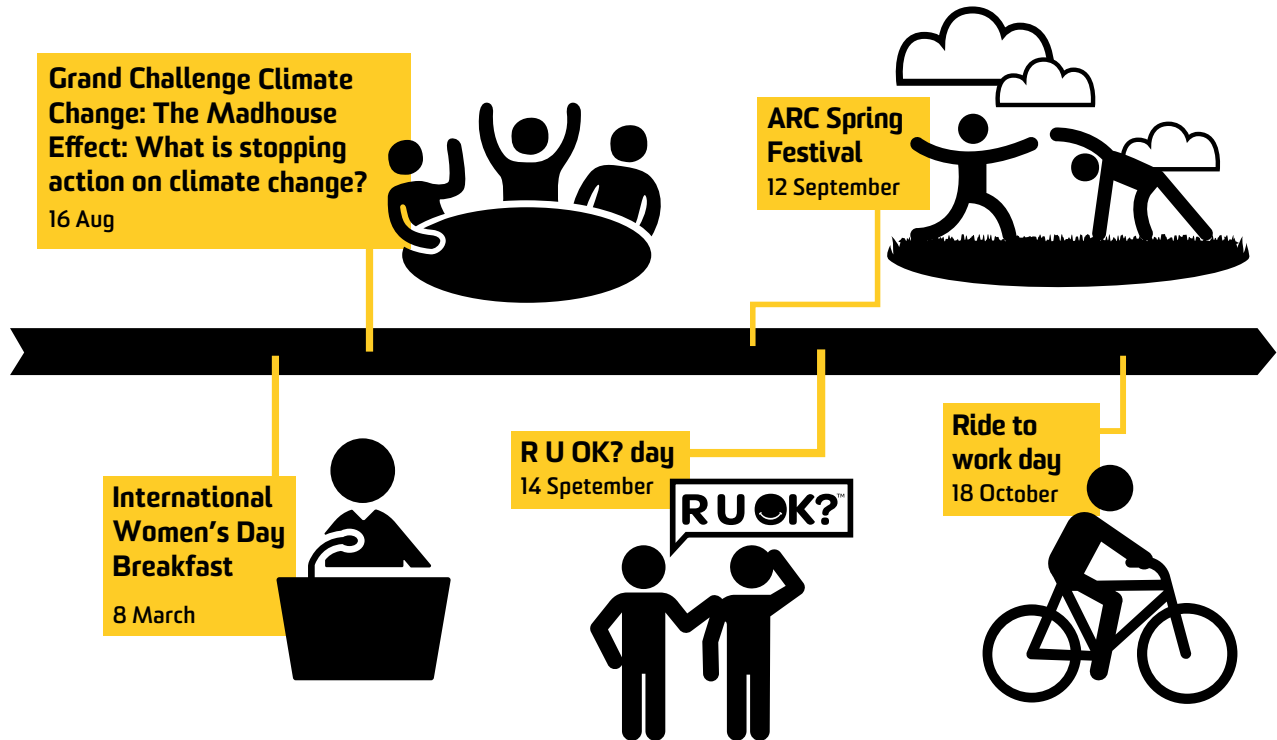 Grand Challenge Climate
Change: The Madhouse
Effect: What is stopping
action on climate change?
16 Aug
ARC Spring
Festival
12 September
International
Women's Day
Breakfast
8 March
R U OK? day
14 Spetember
R U OK?™
Ride to
work day
18 October